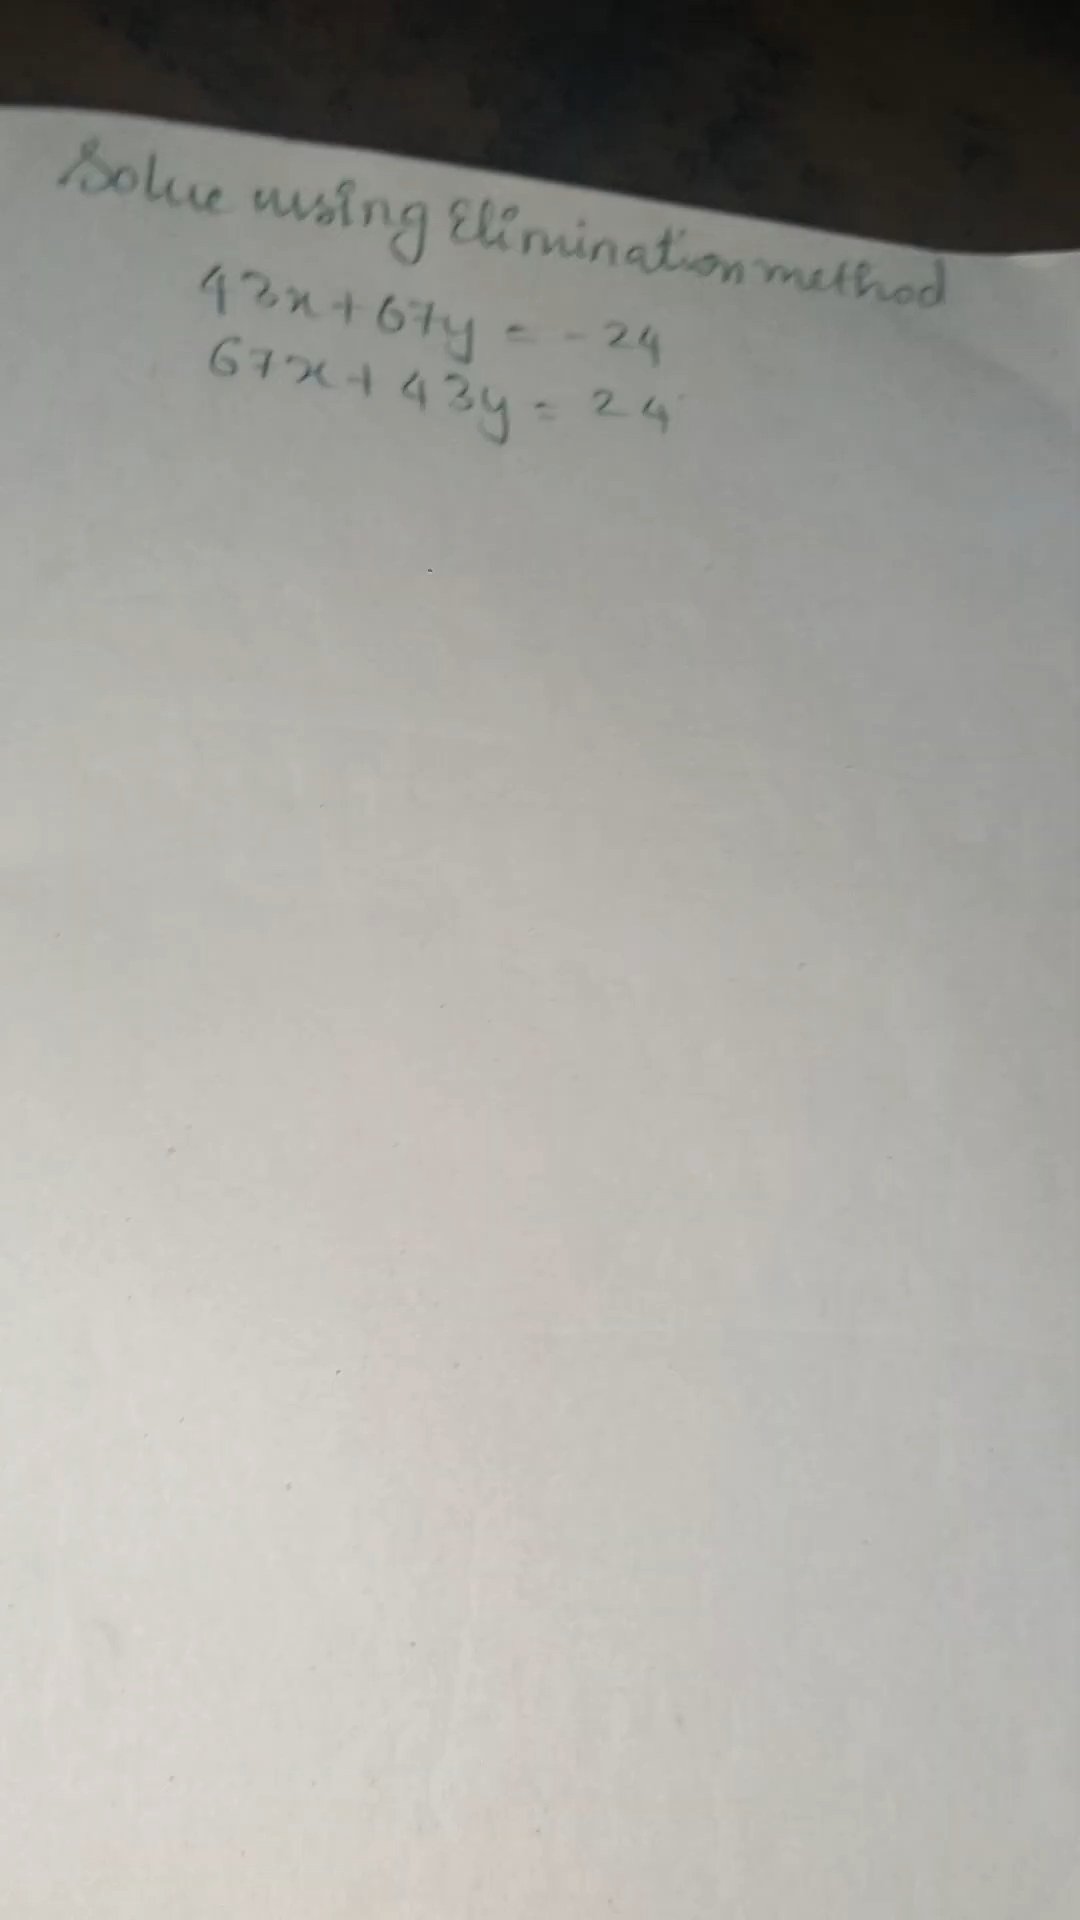 Solve using Elimination method
43x + 67y = - 24
67x + 43y = 24